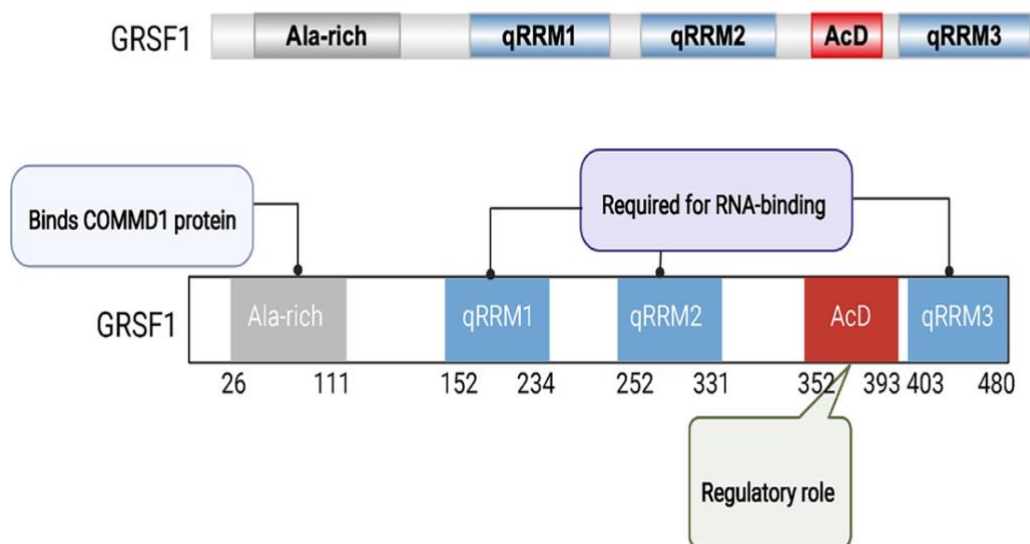 GRSF1 Ala-rich qRRM1 qRRM2 AcD qRRM3
Binds COMMD1 protein
Required for RNA-binding
GRSF1 Ala-rich qRRM1 qRRM2 AcD qRRM3
26 111 152 234 252 331 352 393 403 480
Regulatory role